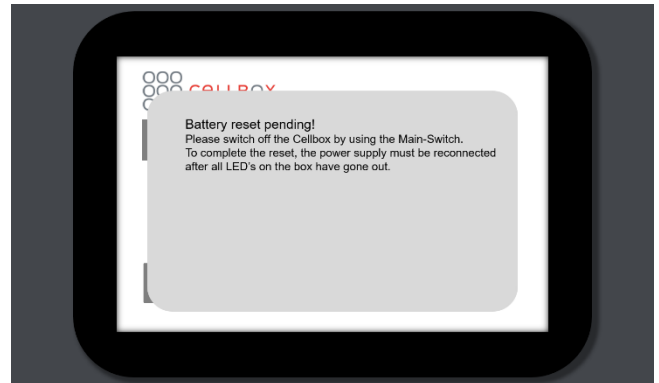 CELLBOX
Battery reset pending!
Please switch off the Cellbox by using the Main-Switch.
To complete the reset, the power supply must be reconnected
after all LED's on the box have gone out.